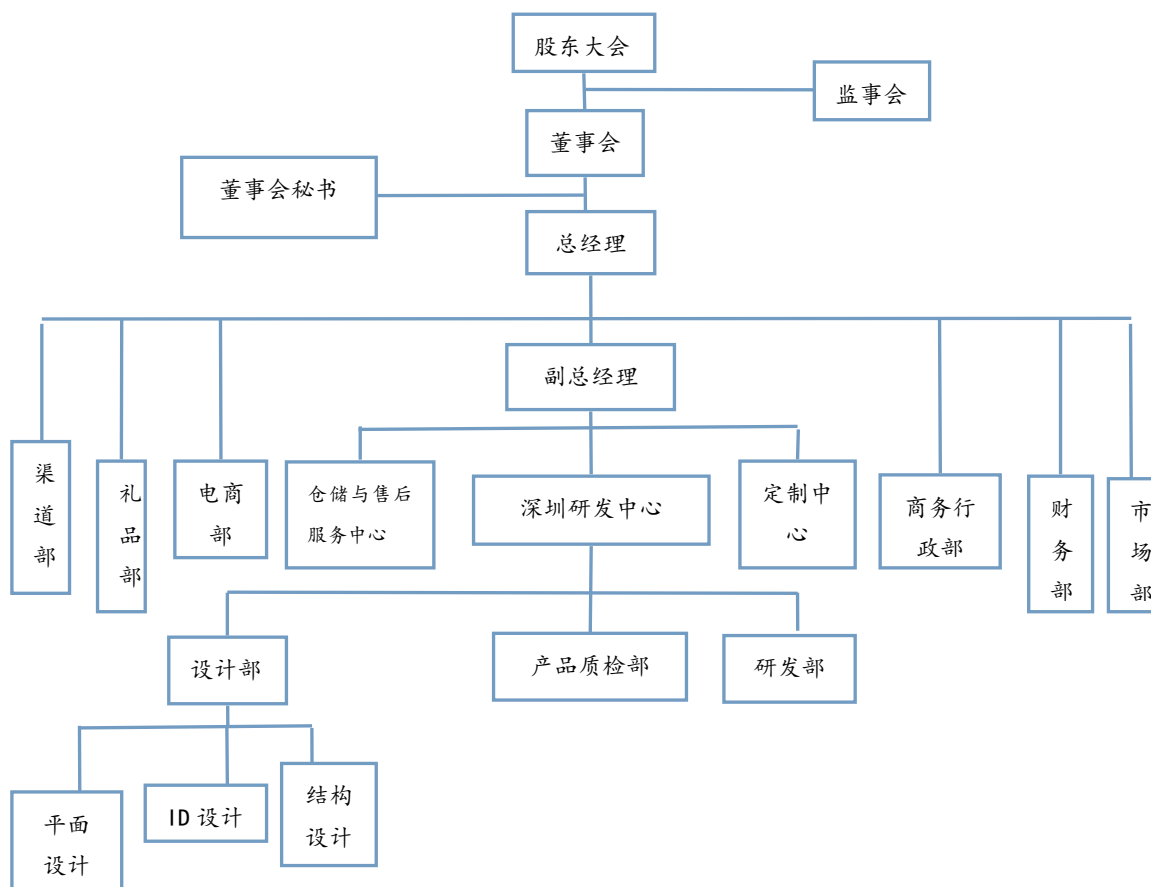 股东大会
监事会
董事会
董事会秘书
总经理
副总经理
渠
道
部
礼
品
部
电商
部
仓储与售后
服务中心
深圳研发中心
定制中
心
商务行
政部
财
务
部
市
场
部
设计部
产品质检部
研发部
平面
设计
ID 设计
结构
设计